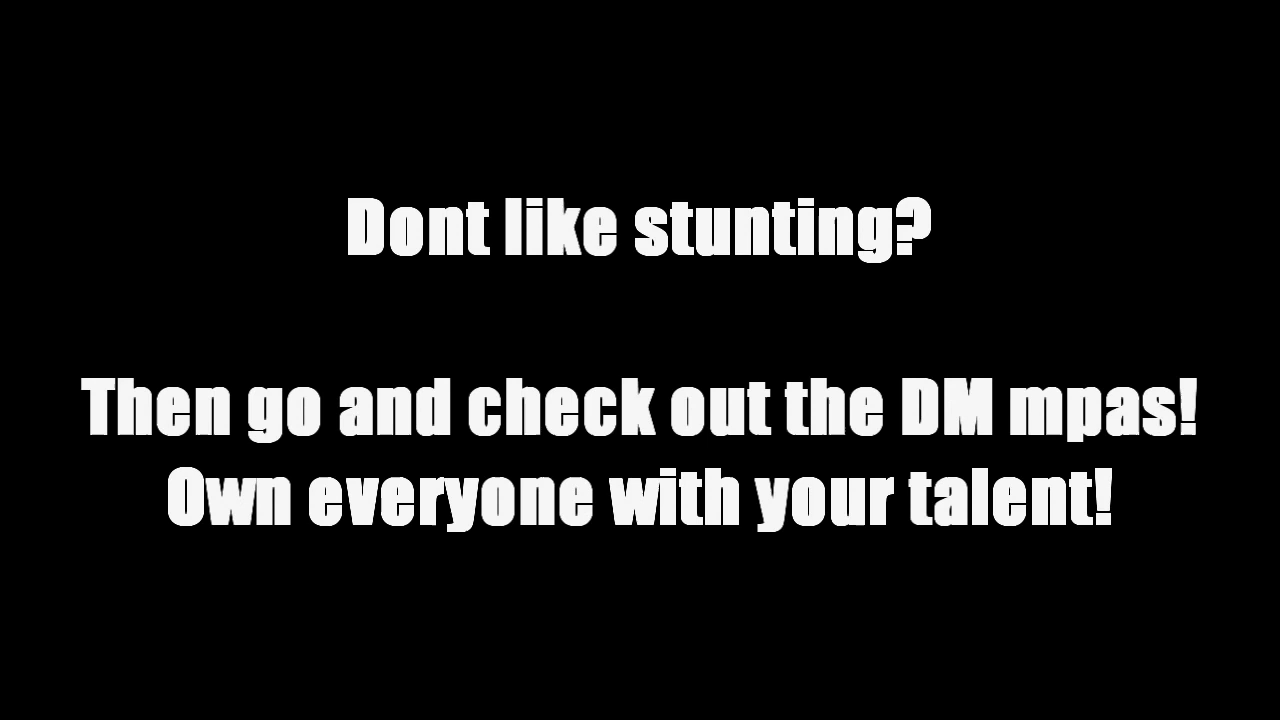 Dont like stunting?
Then go and check out the DM mpas!
Own everyone with your talent!